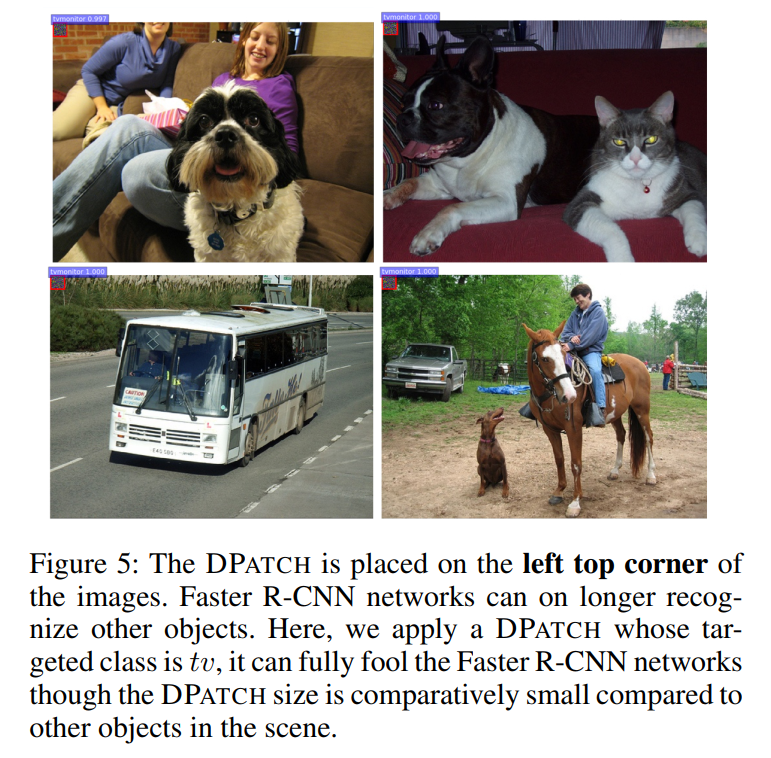 tvmonitor 0.997
tvmonitor 1.000
tvmonitor 1.000
tvmonitor 1.000
CAUTION
L L
Figure 5: The DPATCH is placed on the left top corner of
the images. Faster R-CNN networks can on longer recog-
nize other objects. Here, we apply a DPATCH whose tar-
geted class is tv, it can fully fool the Faster R-CNN networks
though the DPATCH size is comparatively small compared to
other objects in the scene.